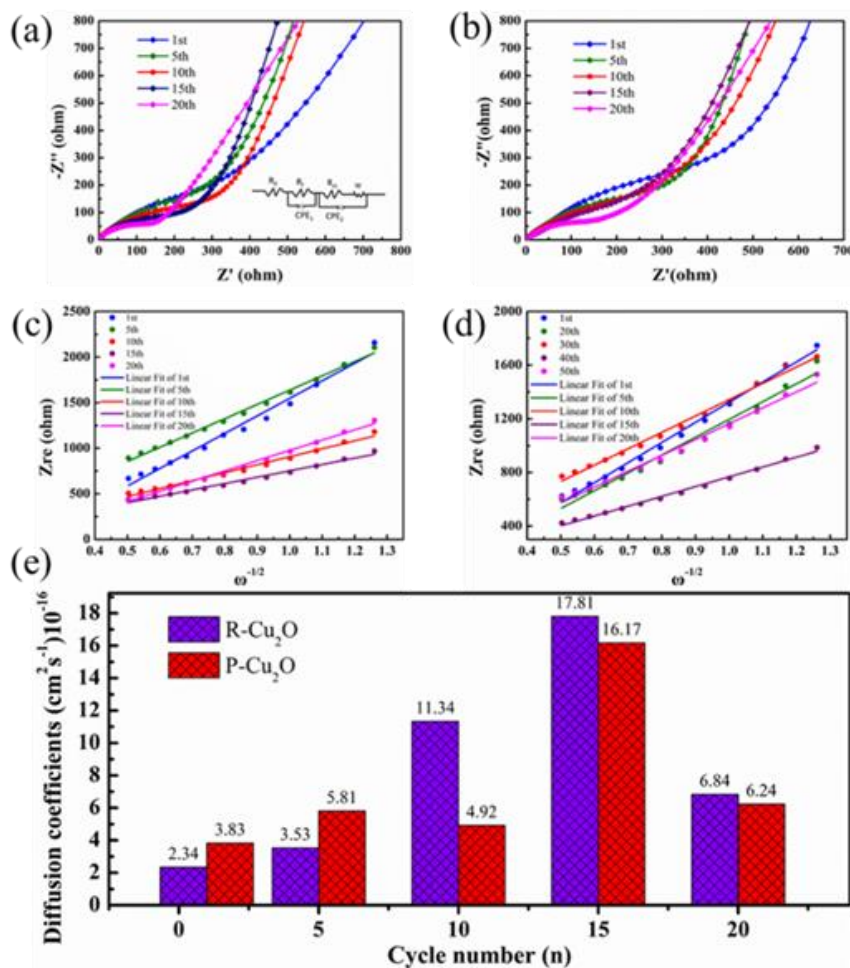 (a)
800
700
600
500
400
300
200
100
0
-Z'' (ohm)
1st
5th
10th
15th
20th
CPE₁ CPE₂
0 100 200 300 400 500 600 700 800
Z' (ohm)
(b)
800
700
600
500
400
300
200
100
0
-Z''(ohm)
1st
5th
10th
15th
20th
0 100 200 300 400 500 600 700
Z'(ohm)
(c)
2500
2000
1500
1000
500
0
Zre (ohm)
1st
5th
10th
15th
20th
Linear Fit of 1st
Linear Fit of 5th
Linear Fit of 10th
Linear Fit of 15th
Linear Fit of 20th
0.4 0.5 0.6 0.7 0.8 0.9 1.0 1.1 1.2 1.3
ω⁻¹/²
(d)
2000
1600
1200
800
400
Zre (ohm)
1st
20th
30th
40th
50th
Linear Fit of 1st
Linear Fit of 5th
Linear Fit of 10th
Linear Fit of 15th
Linear Fit of 20th
0.4 0.5 0.6 0.7 0.8 0.9 1.0 1.1 1.2 1.3
ω⁻¹/²
(e)
18
16
14
12
10
8
6
4
2
0
Diffusion coefficients (cm²s⁻¹)10⁻¹⁶
R-Cu₂O
P-Cu₂O
2.34 3.83 3.53 5.81 11.34 4.92 17.81 16.17 6.84 6.24
0 5 10 15 20
Cycle number (n)